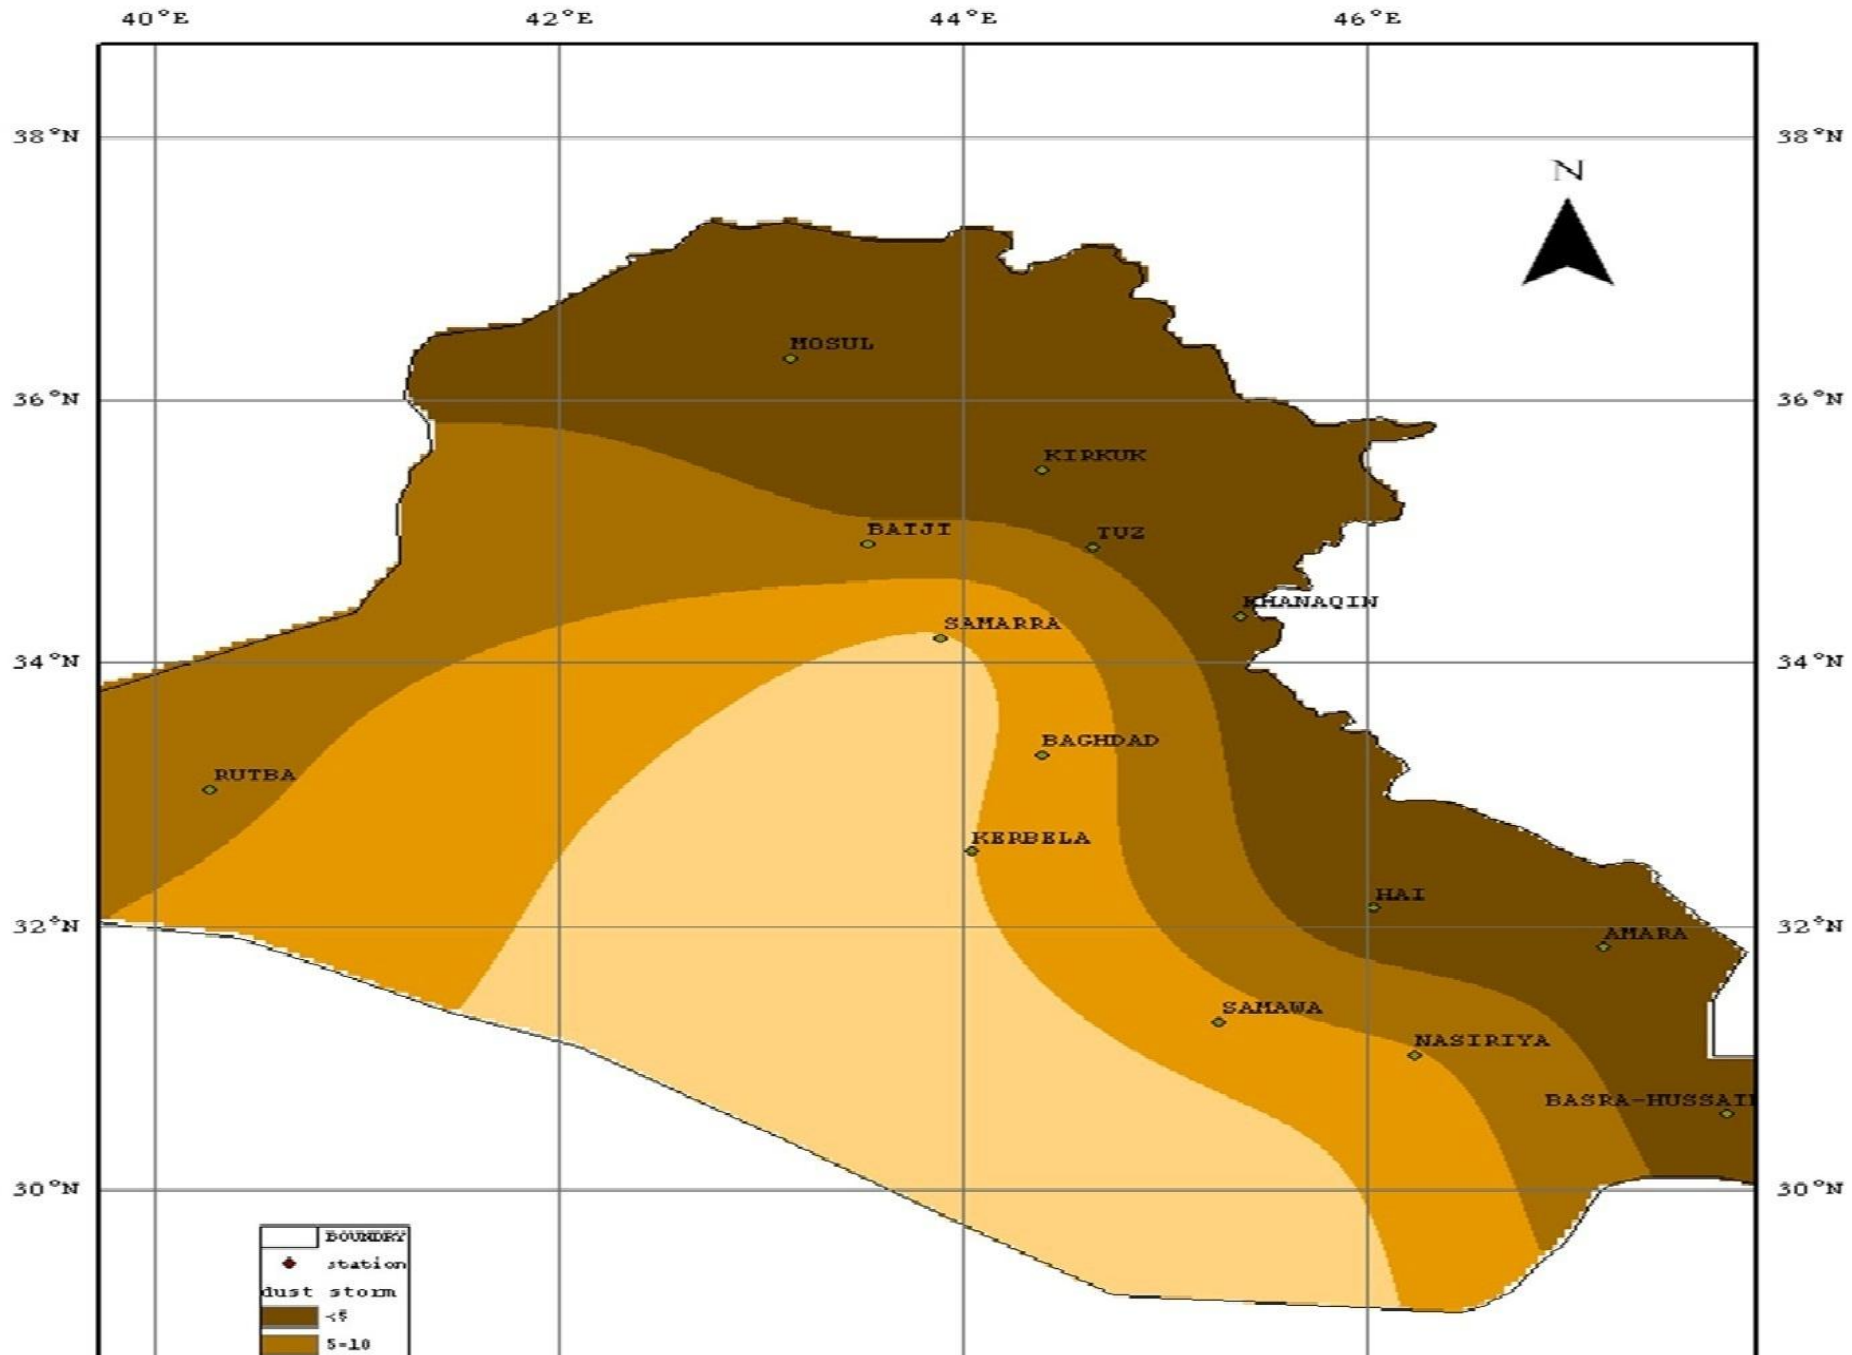 40°E 42°E 44°E 46°E
38°N 38°N
N
MOSUL
36°N 36°N
KIRKUK
BAIJI
TUZ
KHANAQIN
SAMARRA
34°N 34°N
BAGHDAD
RUTBA
KERBELA
HAI
32°N 32°N
AMARA
SAMAWA
NASIRIYA
BASRA-HUSSAI
30°N 30°N
BOUNDRY
station
dust storm
<5
5-10